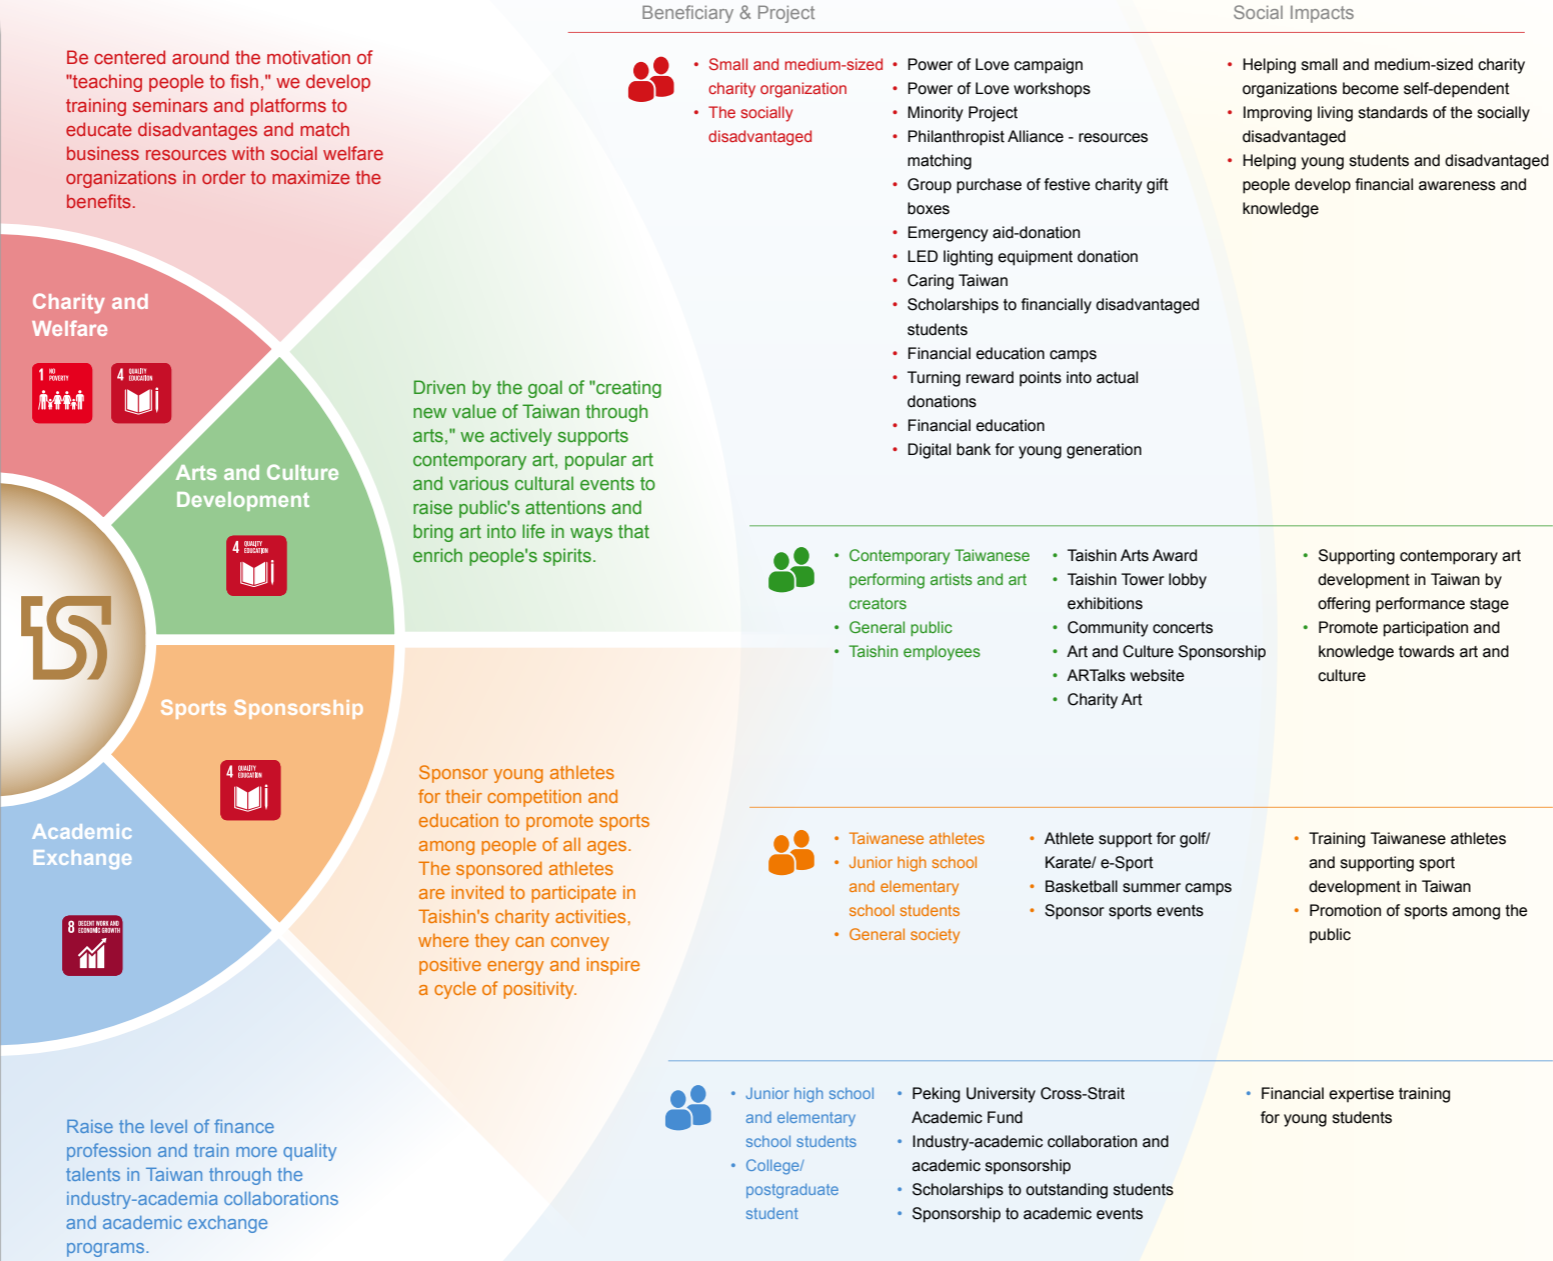 Beneficiary & Project
Social Impacts
Be centered around the motivation of
"teaching people to fish," we develop
training seminars and platforms to
educate disadvantages and match
business resources with social welfare
organizations in order to maximize the
benefits.
Charity and
Welfare
1 NO
POVERTY
4 QUALITY
EDUCATION
• Small and medium-sized
charity organization
• The socially
disadvantaged
• Power of Love campaign
• Power of Love workshops
• Minority Project
• Philanthropist Alliance - resources
matching
• Group purchase of festive charity gift
boxes
• Emergency aid-donation
• LED lighting equipment donation
• Caring Taiwan
• Scholarships to financially disadvantaged
students
• Financial education camps
• Turning reward points into actual
donations
• Financial education
• Digital bank for young generation
• Helping small and medium-sized charity
organizations become self-dependent
• Improving living standards of the socially
disadvantaged
• Helping young students and disadvantaged
people develop financial awareness and
knowledge
Arts and Culture
Development
4 QUALITY
EDUCATION
Driven by the goal of "creating
new value of Taiwan through
arts," we actively supports
contemporary art, popular art
and various cultural events to
raise public's attentions and
bring art into life in ways that
enrich people's spirits.
• Contemporary Taiwanese
performing artists and art
creators
• General public
• Taishin employees
• Taishin Arts Award
• Taishin Tower lobby
exhibitions
• Community concerts
• Art and Culture Sponsorship
• ARTalks website
• Charity Art
• Supporting contemporary art
development in Taiwan by
offering performance stage
• Promote participation and
knowledge towards art and
culture
Sports Sponsorship
4 QUALITY
EDUCATION
Sponsor young athletes
for their competition and
education to promote sports
among people of all ages.
The sponsored athletes
are invited to participate in
Taishin's charity activities,
where they can convey
positive energy and inspire
a cycle of positivity.
• Taiwanese athletes
• Junior high school
and elementary
school students
• General society
• Athlete support for golf/
Karate/ e-Sport
• Basketball summer camps
• Sponsor sports events
• Training Taiwanese athletes
and supporting sport
development in Taiwan
• Promotion of sports among the
public
Academic
Exchange
8 DECENT WORK AND
ECONOMIC GROWTH
Raise the level of finance
profession and train more quality
talents in Taiwan through the
industry-academia collaborations
and academic exchange
programs.
• Junior high school
and elementary
school students
• College/
postgraduate
student
• Peking University Cross-Strait
Academic Fund
• Industry-academic collaboration and
academic sponsorship
• Scholarships to outstanding students
• Sponsorship to academic events
• Financial expertise training
for young students